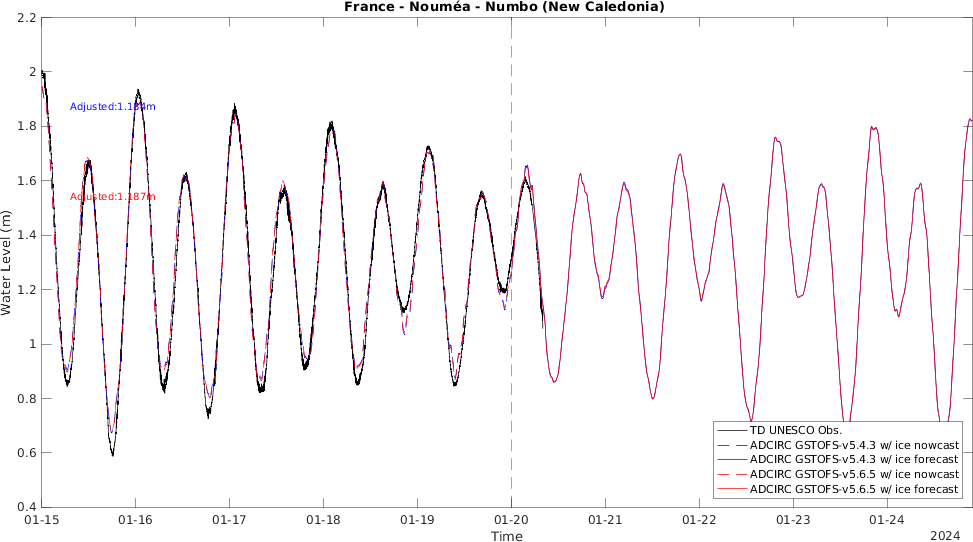 France - Nouméa - Numbo (New Caledonia)
2.2
2
1.8
1.6
1.4
1.2
1
0.8
0.6
0.4
Water Level (m)
Adjusted:1.184m
Adjusted:1.187m
TD UNESCO Obs.
ADCIRC GSTOFS-v5.4.3 w/ ice nowcast
ADCIRC GSTOFS-v5.4.3 w/ ice forecast
ADCIRC GSTOFS-v5.6.5 w/ ice nowcast
ADCIRC GSTOFS-v5.6.5 w/ ice forecast
01-15 01-16 01-17 01-18 01-19 01-20 01-21 01-22 01-23 01-24
Time
2024